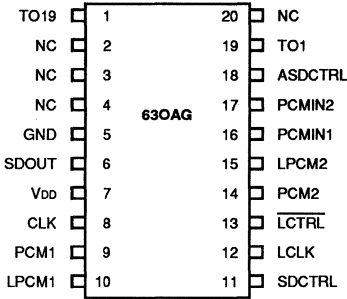 TO19 1 20 NC
NC 2 19 TO1
NC 3 18 ASDCTRL
NC 4 17 PCMIN2
63OAG
GND 5 16 PCMIN1
SDOUT 6 15 LPCM2
VDD 7 14 PCM2
CLK 8 13 LCTRL
PCM1 9 12 LCLK
LPCM1 10 11 SDCTRL